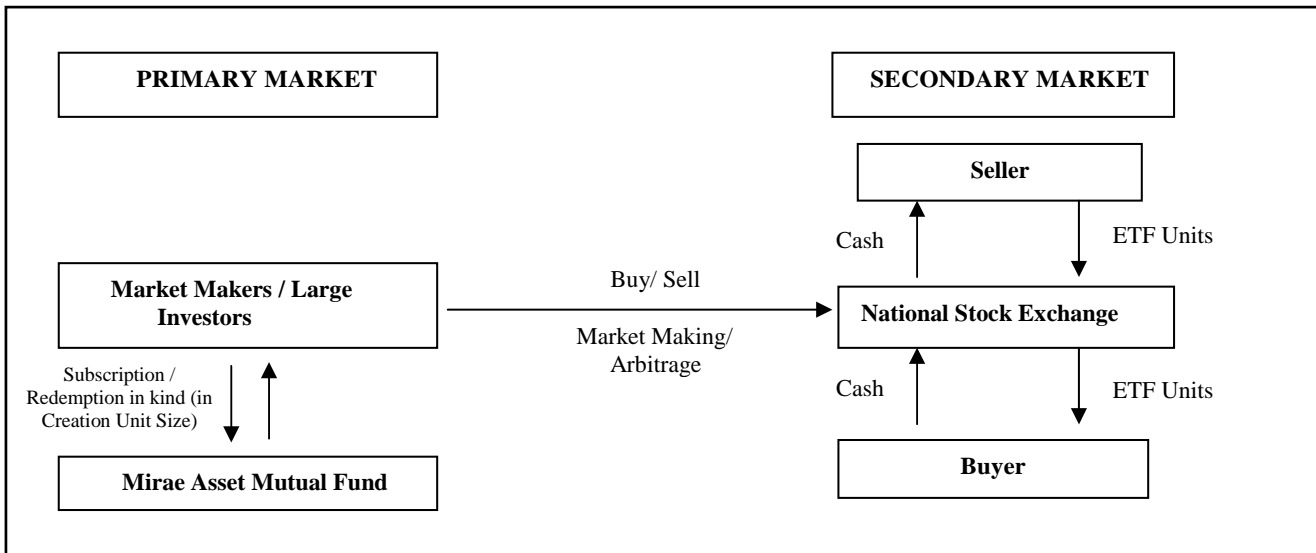 PRIMARY MARKET
SECONDARY MARKET
Seller
Cash
ETF Units
Market Makers / Large
Investors
Buy/ Sell
Market Making/
Arbitrage
National Stock Exchange
Subscription /
Redemption in kind (in
Creation Unit Size)
Cash
ETF Units
Mirae Asset Mutual Fund
Buyer